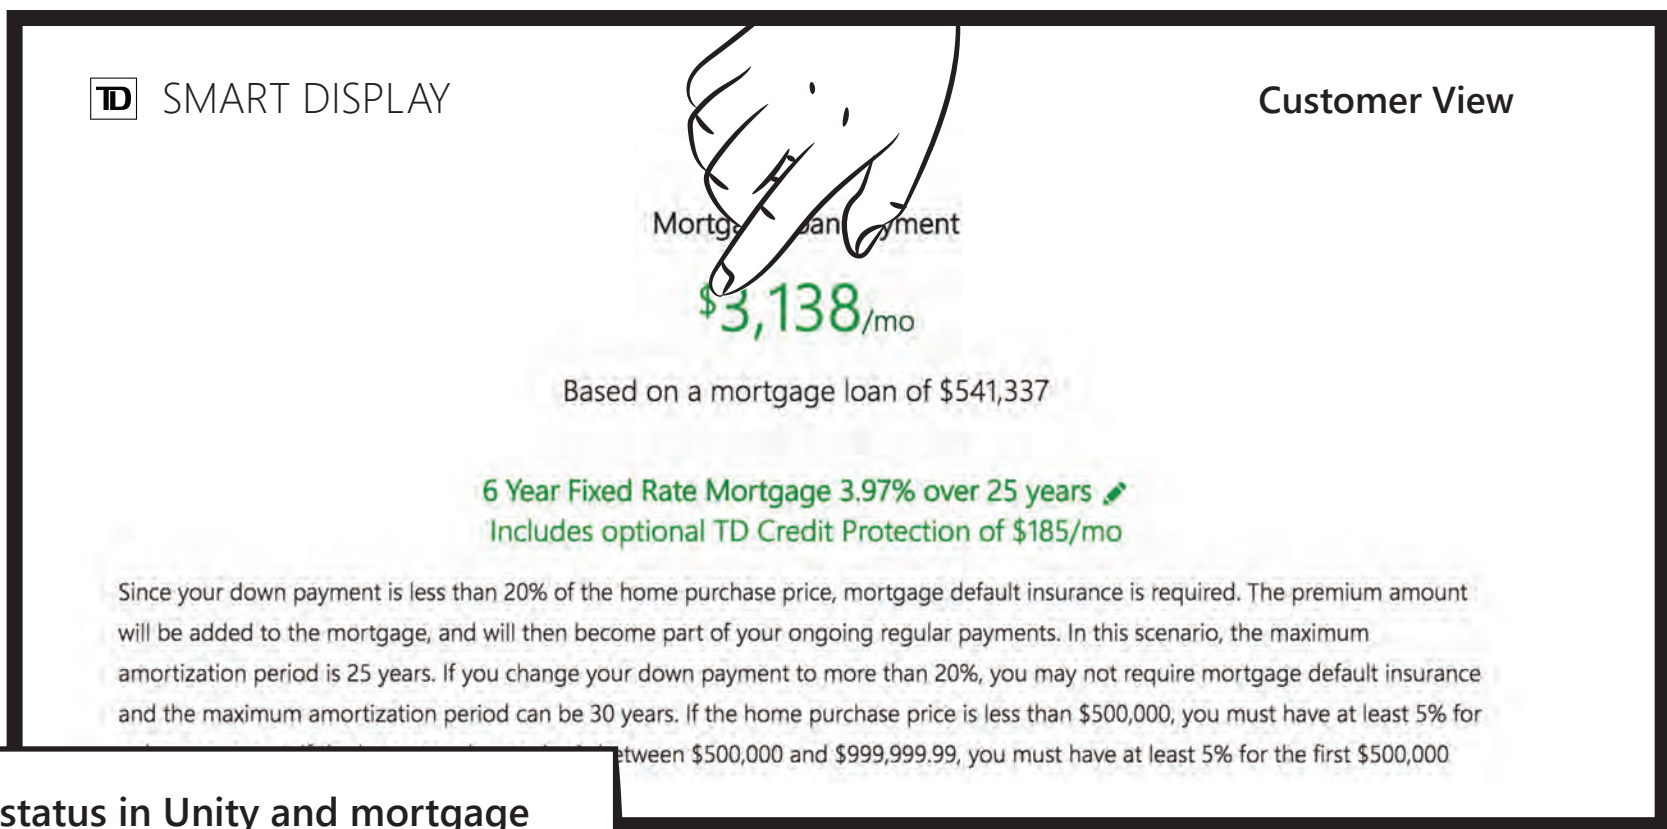 TD SMART DISPLAY
Customer View
$3,138/mo
Based on a mortgage loan of $541,337
6 Year Fixed Rate Mortgage 3.97% over 25 years
Includes optional TD Credit Protection of $185/mo
Since your down payment is less than 20% of the home purchase price, mortgage default insurance is required. The premium amount
will be added to the mortgage, and will then become part of your ongoing regular payments. In this scenario, the maximum
amortization period is 25 years. If you change your down payment to more than 20%, you may not require mortgage default insurance
and the maximum amortization period can be 30 years. If the home purchase price is less than $500,000, you must have at least 5% for
between $500,000 and $999,999.99, you must have at least 5% for the first $500,000
status in Unity and mortgage